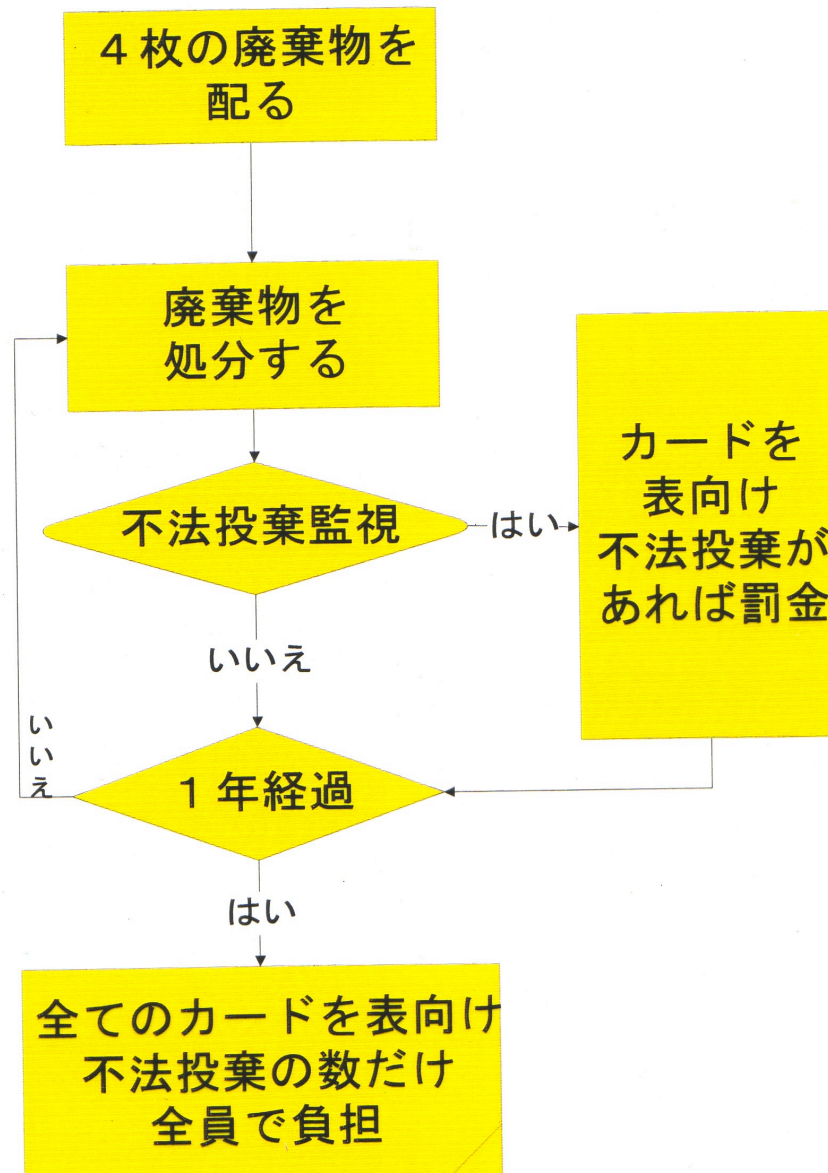 4枚の廃棄物を
配る
廃棄物を
処分する
不法投棄監視
はい
カードを
表向け
不法投棄が
あれば罰金
いいえ
いいえ
1年経過
はい
全てのカードを表向け
不法投棄の数だけ
全員で負担